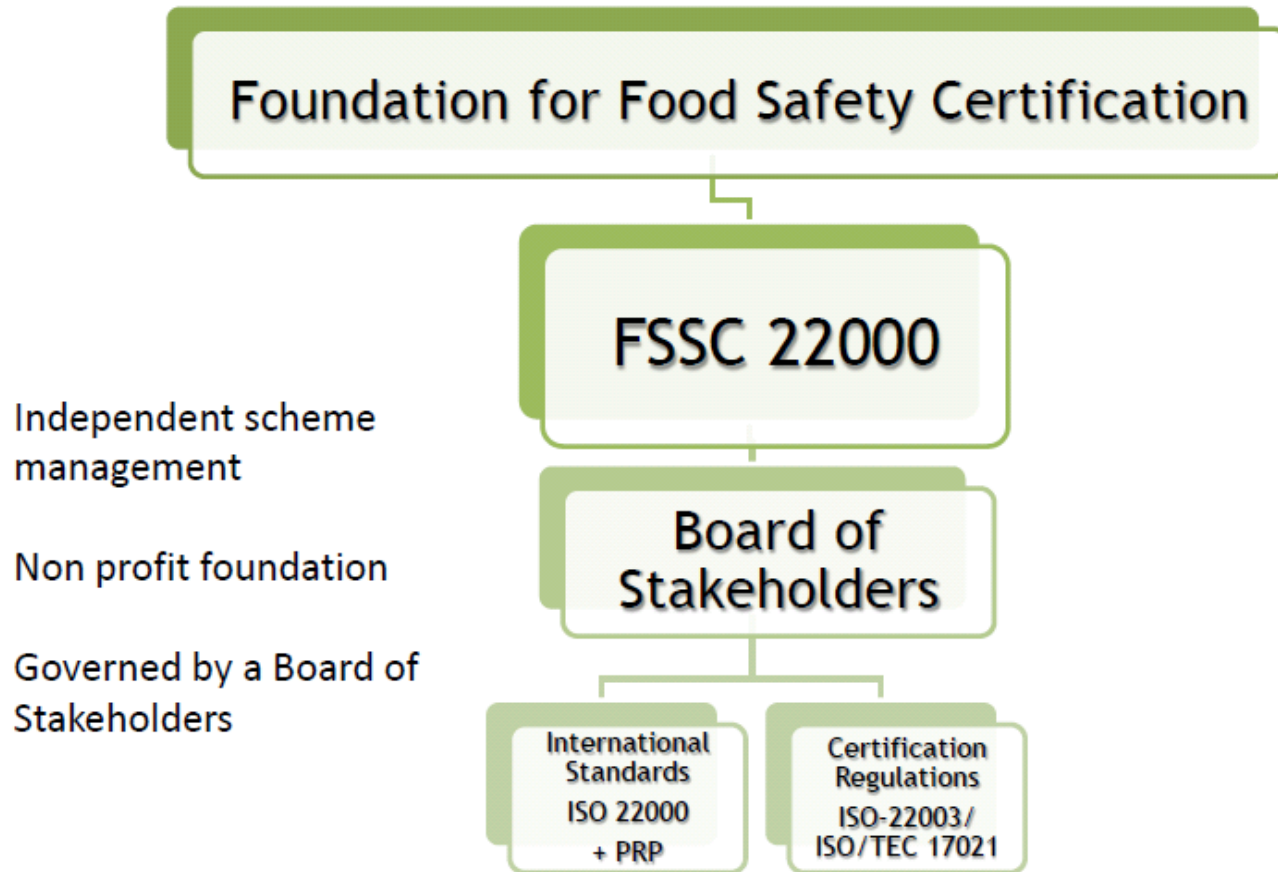 Foundation for Food Safety Certification
FSSC 22000
Independent scheme
management
Non profit foundation
Governed by a Board of
Stakeholders
Board of
Stakeholders
International
Standards
ISO 22000
+ PRP
Certification
Regulations
ISO-22003/
ISO/TEC 17021